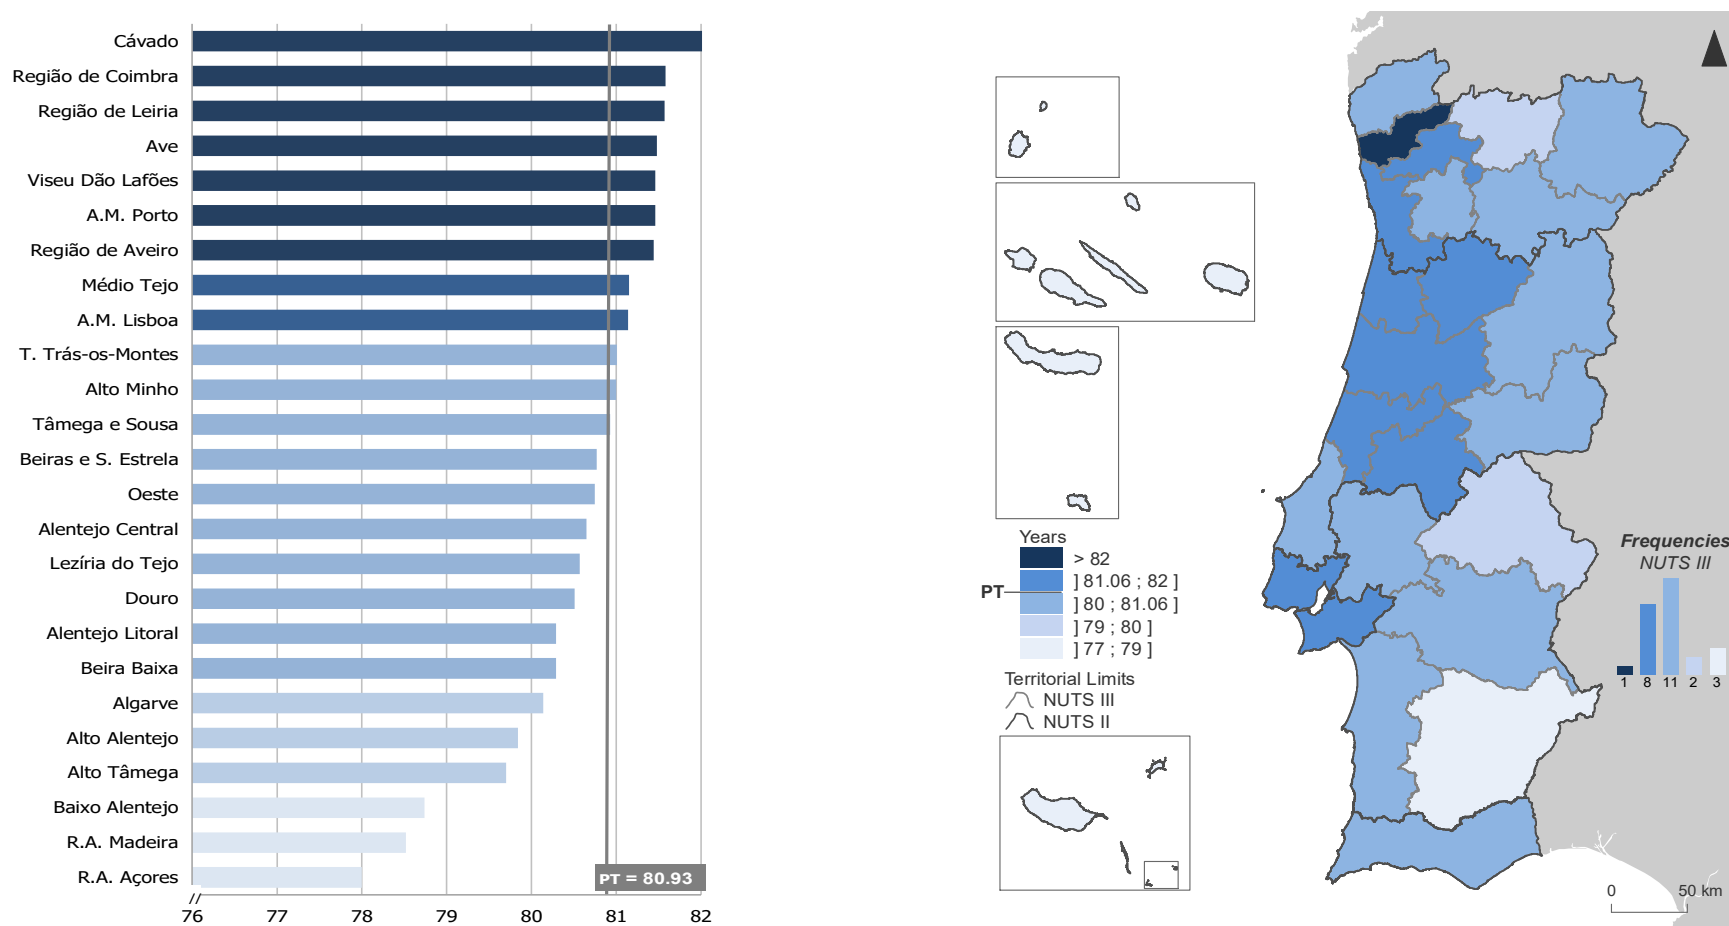 Cávado
Região de Coimbra
Região de Leiria
Ave
Viseu Dão Lafões
A.M. Porto
Região de Aveiro
Médio Tejo
A.M. Lisboa
T. Trás-os-Montes
Alto Minho
Tâmega e Sousa
Beiras e S. Estrela
Oeste
Alentejo Central
Lezíria do Tejo
Douro
Alentejo Litoral
Beira Baixa
Algarve
Alto Alentejo
Alto Tâmega
Baixo Alentejo
R.A. Madeira
R.A. Açores
PT = 80.93
76 77 78 79 80 81 82
Years
> 82
] 81.06 ; 82 ]
PT
] 80 ; 81.06 ]
] 79 ; 80 ]
] 77 ; 79 ]
Territorial Limits
NUTS III
NUTS II
Frequencies
NUTS III
1 8 11 2 3
0 50 km